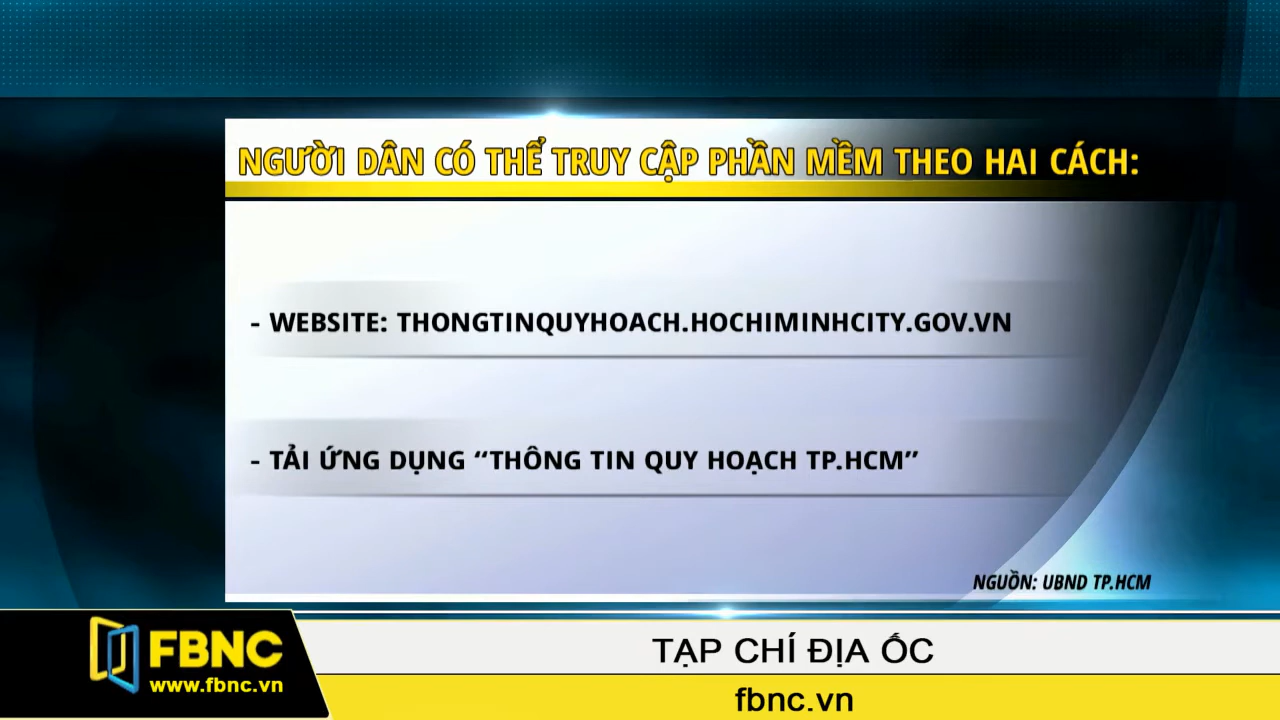 NGƯỜI DÂN CÓ THỂ TRUY CẬP PHẦN MỀM THEO HAI CÁCH:
- WEBSITE: THONGTINQUYHOACH.HOCHIMINHCITY.GOV.VN
- TẢI ỨNG DỤNG “THÔNG TIN QUY HOẠCH TP.HCM”
NGUỒN: UBND TP.HCM
FBNC
www.fbnc.vn
TẠP CHÍ ĐỊA ỐC
fbnc.vn